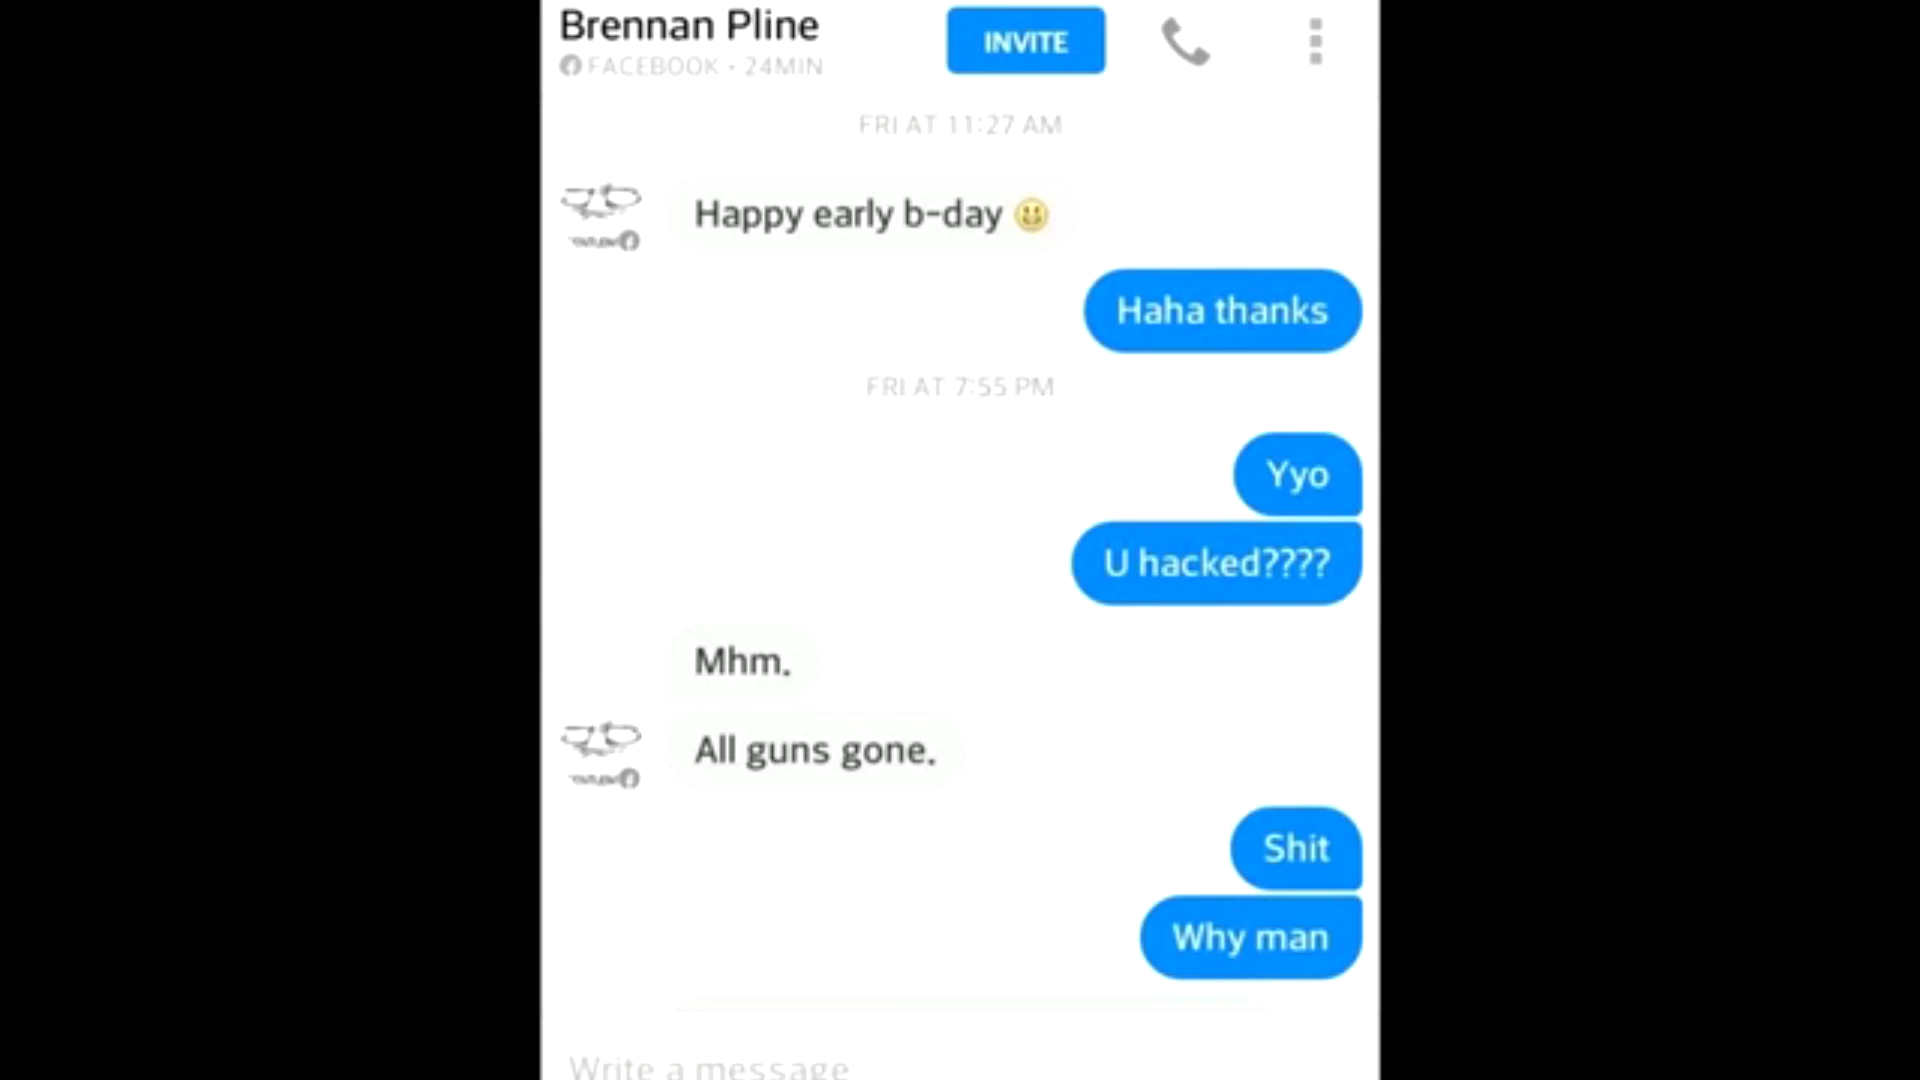 Brennan Pline
INVITE
FACEBOOK • 24MIN
FRI AT 11:27 AM
Happy early b-day
Haha thanks
FRI AT 7:55 PM
Yyo
U hacked????
Mhm.
All guns gone.
Shit
Why man
Write a message